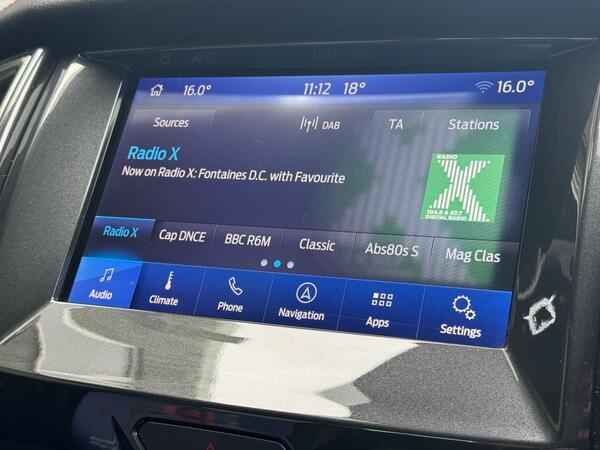 16.0° 11:12 18° 16.0°
Sources DAB TA Stations
Radio X
Now on Radio X: Fontaines D.C. with Favourite
RADIO
X
104.9 & 97.7
DIGITAL RADIO
Radio X Cap DNCE BBC R6M Classic Abs80s S Mag Clas
Audio Climate Phone Navigation Apps Settings